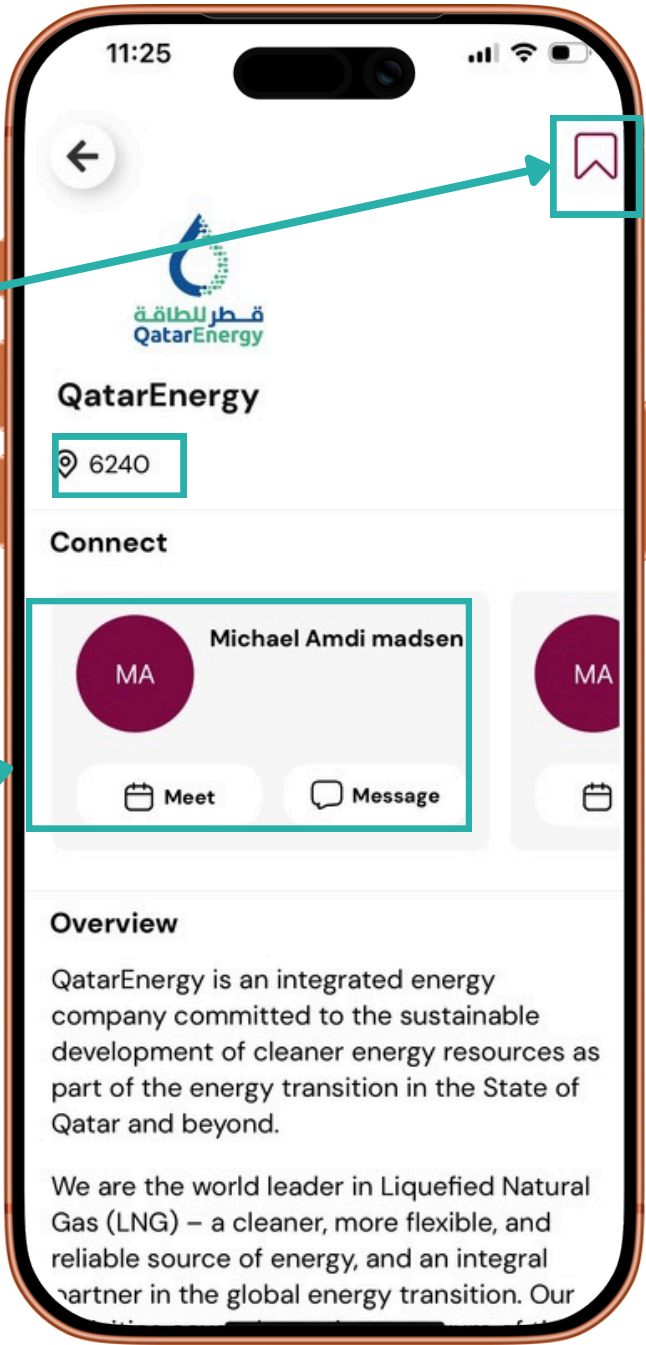 11:25
قطر للطاقة
QatarEnergy
QatarEnergy
6240
Connect
MA
Michael Amdi madsen
Meet
Message
MA
Overview
QatarEnergy is an integrated energy
company committed to the sustainable
development of cleaner energy resources as
part of the energy transition in the State of
Qatar and beyond.
We are the world leader in Liquefied Natural
Gas (LNG) – a cleaner, more flexible, and
reliable source of energy, and an integral
partner in the global energy transition. Our